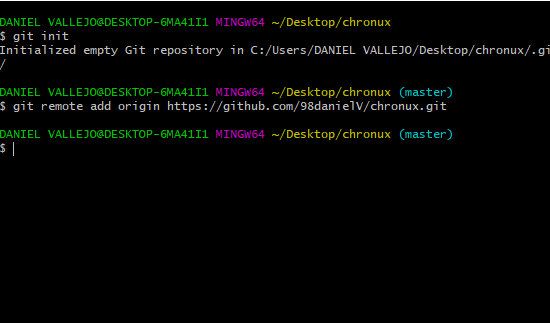 DANIEL VALLEJO@DESKTOP-6MA41I1 MINGW64 ~/Desktop/chronux
$ git init
Initialized empty Git repository in C:/Users/DANIEL VALLEJO/Desktop/chronux/.gi
/
DANIEL VALLEJO@DESKTOP-6MA41I1 MINGW64 ~/Desktop/chronux (master)
$ git remote add origin https://github.com/98danielV/chronux.git
DANIEL VALLEJO@DESKTOP-6MA41I1 MINGW64 ~/Desktop/chronux (master)
$